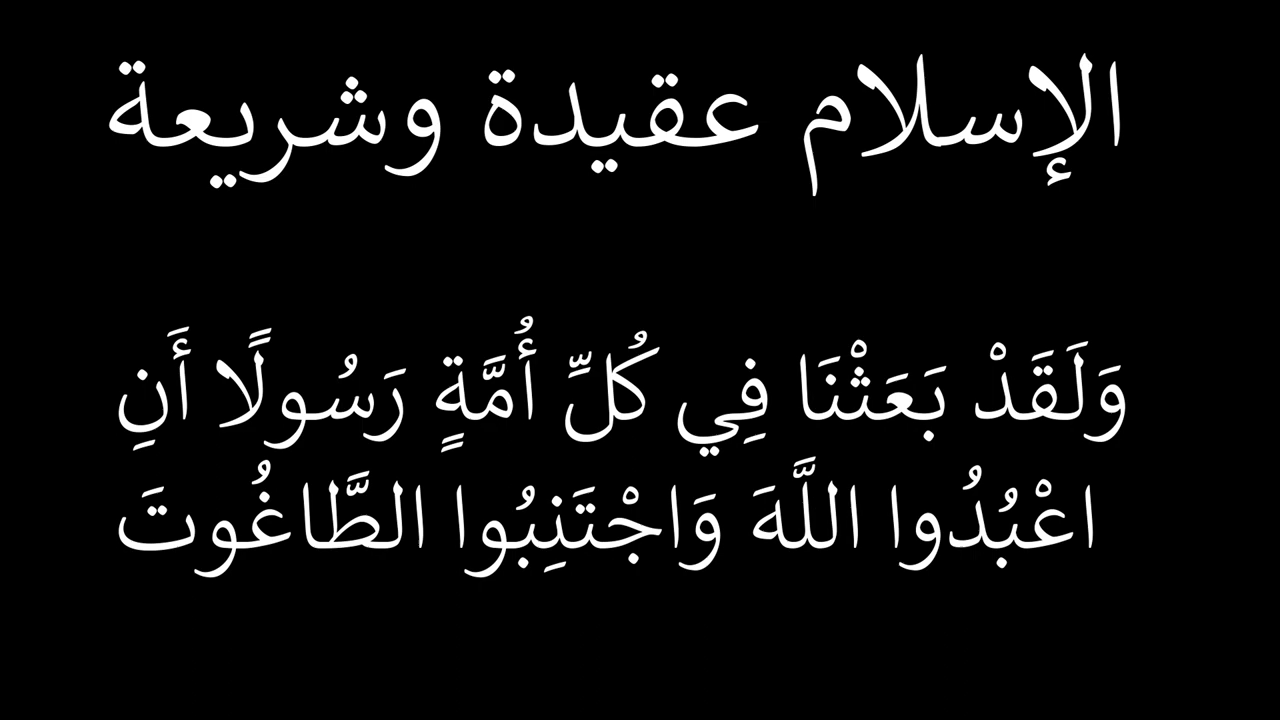 الإسلام عقيدة وشريعة
وَلَقَدْ بَعَثْنَا فِي كُلِّ أُمَّةٍ رَسُولًا أَنِ
اعْبُدُوا اللَّهَ وَاجْتَنِبُوا الطَّاغُوتَ